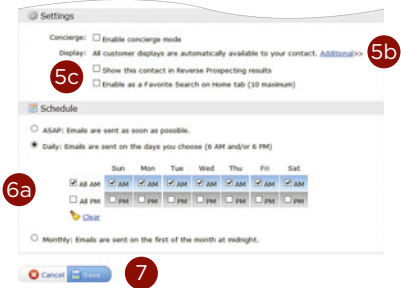 Settings
Concierge: Enable concierge mode
Display: All customer displays are automatically available to your contact. Additional>> 5b
5c Show this contact in Reverse Prospecting results
Enable as a Favorite Search on Home tab (10 maximum)
Schedule
ASAP: Emails are sent as soon as possible.
Daily: Emails are sent on the days you choose (6 AM and/or 6 PM)
Sun Mon Tue Wed Thu Fri Sat
6a All AM AM AM AM AM AM AM AM
All PM PM PM PM PM PM PM PM
Clear
Monthly: Emails are sent on the first of the month at midnight.
Cancel Save 7